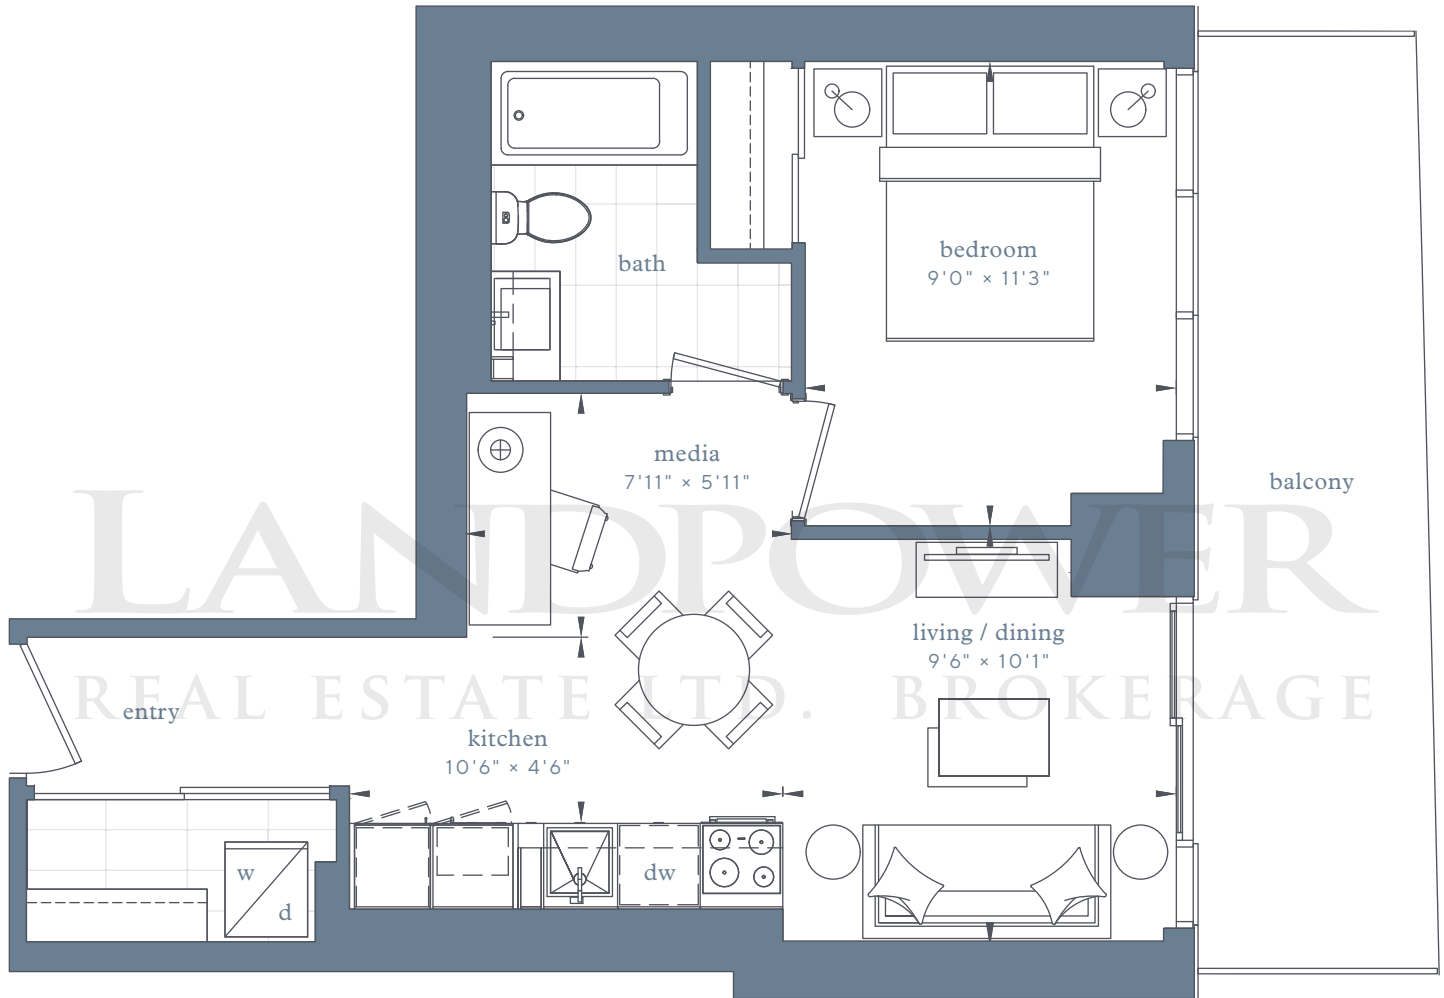 bath
bedroom
9'0" × 11'3"
media
7'11" × 5'11"
balcony
LANDPOWER
living / dining
9'6" × 10'1"
REAL ESTATE LTD. BROKERAGE
entry
kitchen
10'6" × 4'6"
w
d
dw